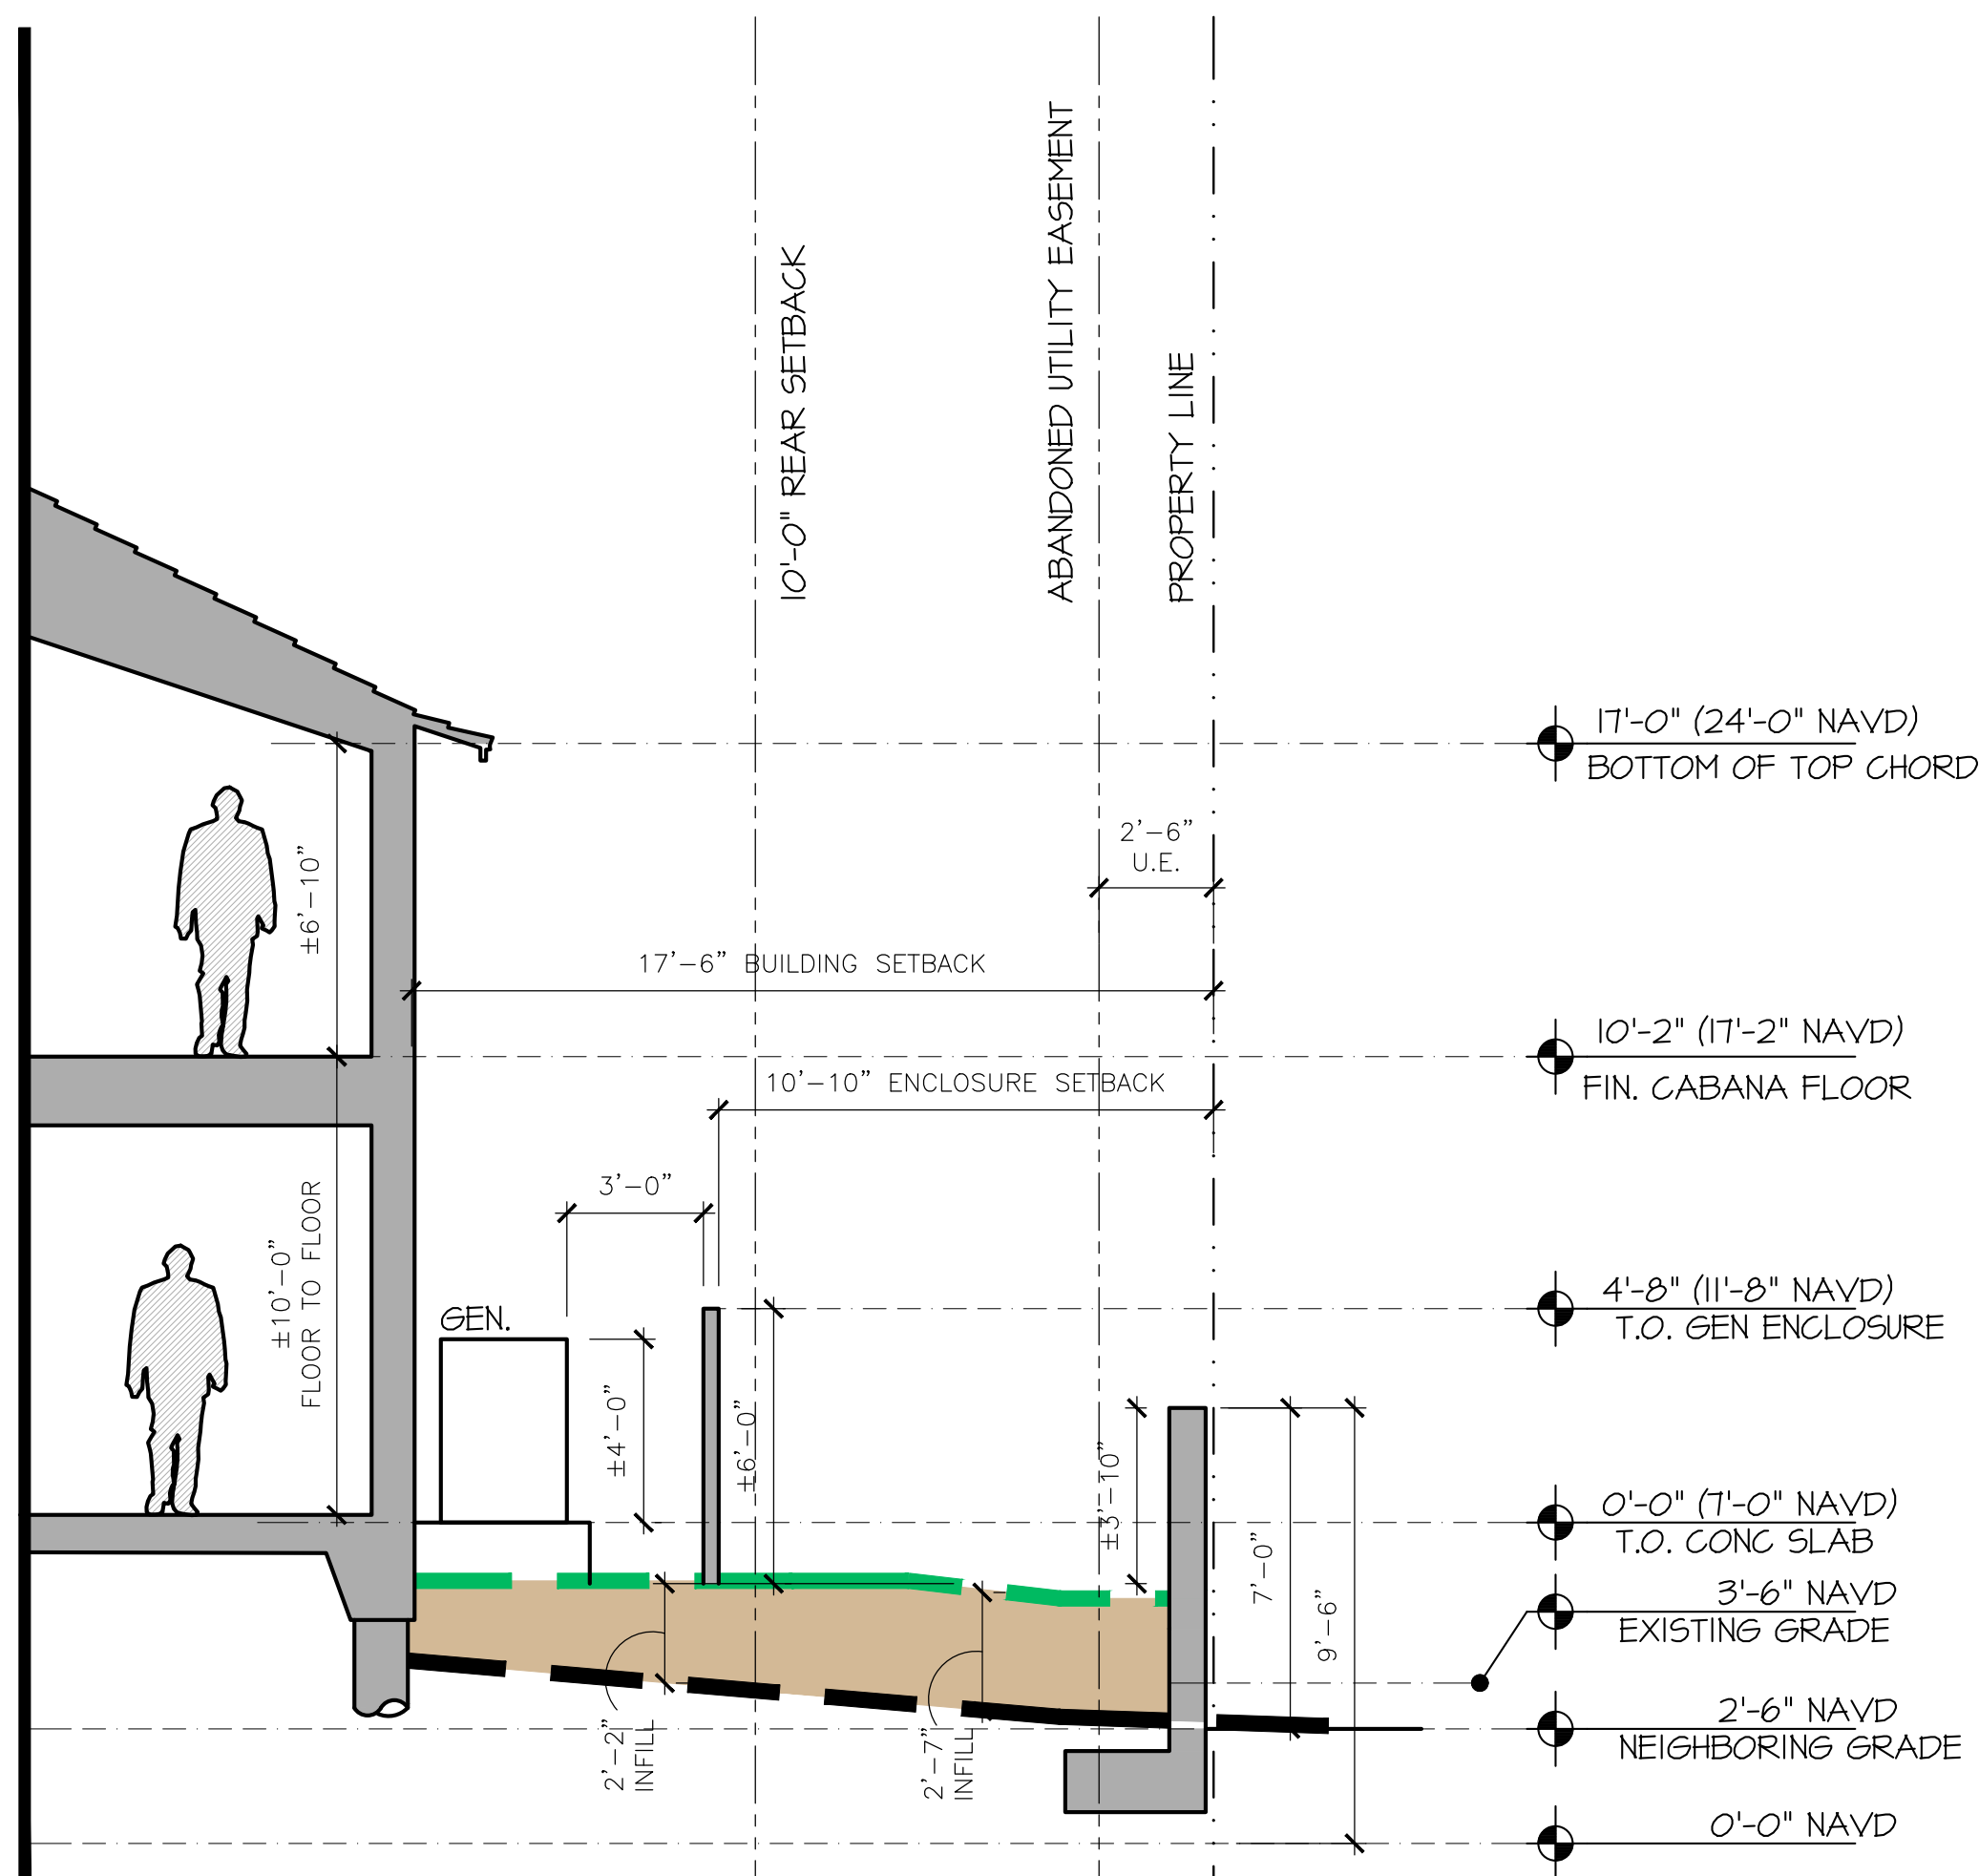 10'-0" REAR SETBACK
ABANDONED UTILITY EASEMENT
PROPERTY LINE
17'-0" (24'-0" NAVD)
BOTTOM OF TOP CHORD
2'-6"
U.E.
±6'-10"
17'-6" BUILDING SETBACK
10'-2" (17'-2" NAVD)
FIN. CABANA FLOOR
10'-10" ENCLOSURE SETBACK
3'-0"
±10'-0"
FLOOR TO FLOOR
GEN.
4'-8" (11'-8" NAVD)
T.O. GEN ENCLOSURE
±4'-0"
±6'-0"
±3'-10"
7'-0"
9'-6"
0'-0" (7'-0" NAVD)
T.O. CONC SLAB
3'-6" NAVD
EXISTING GRADE
2'-2"
INFILL
2'-7"
INFILL
2'-6" NAVD
NEIGHBORING GRADE
0'-0" NAVD